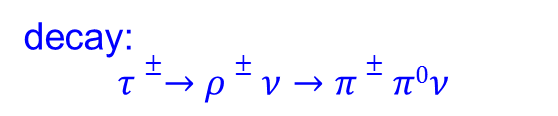 decay:
τ ± → ρ ± ν → π ± π⁰ν